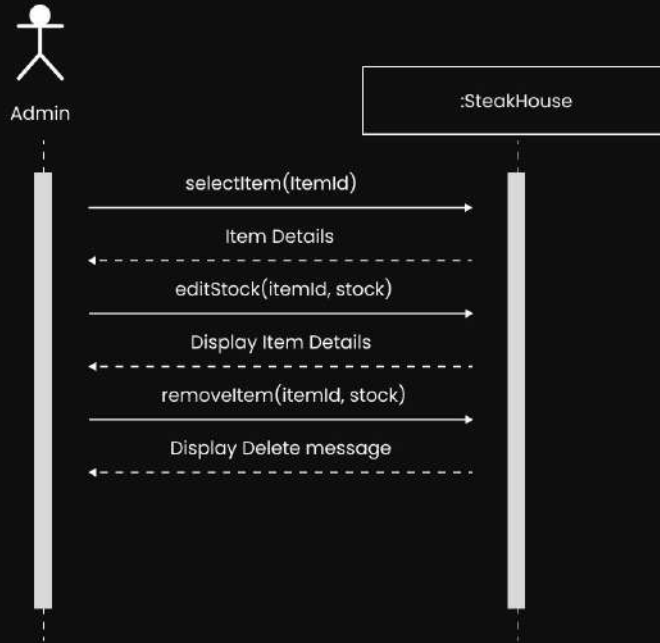 Admin
:SteakHouse
selectItem(ItemId)
Item Details
editStock(itemId, stock)
Display Item Details
removeItem(itemId, stock)
Display Delete message